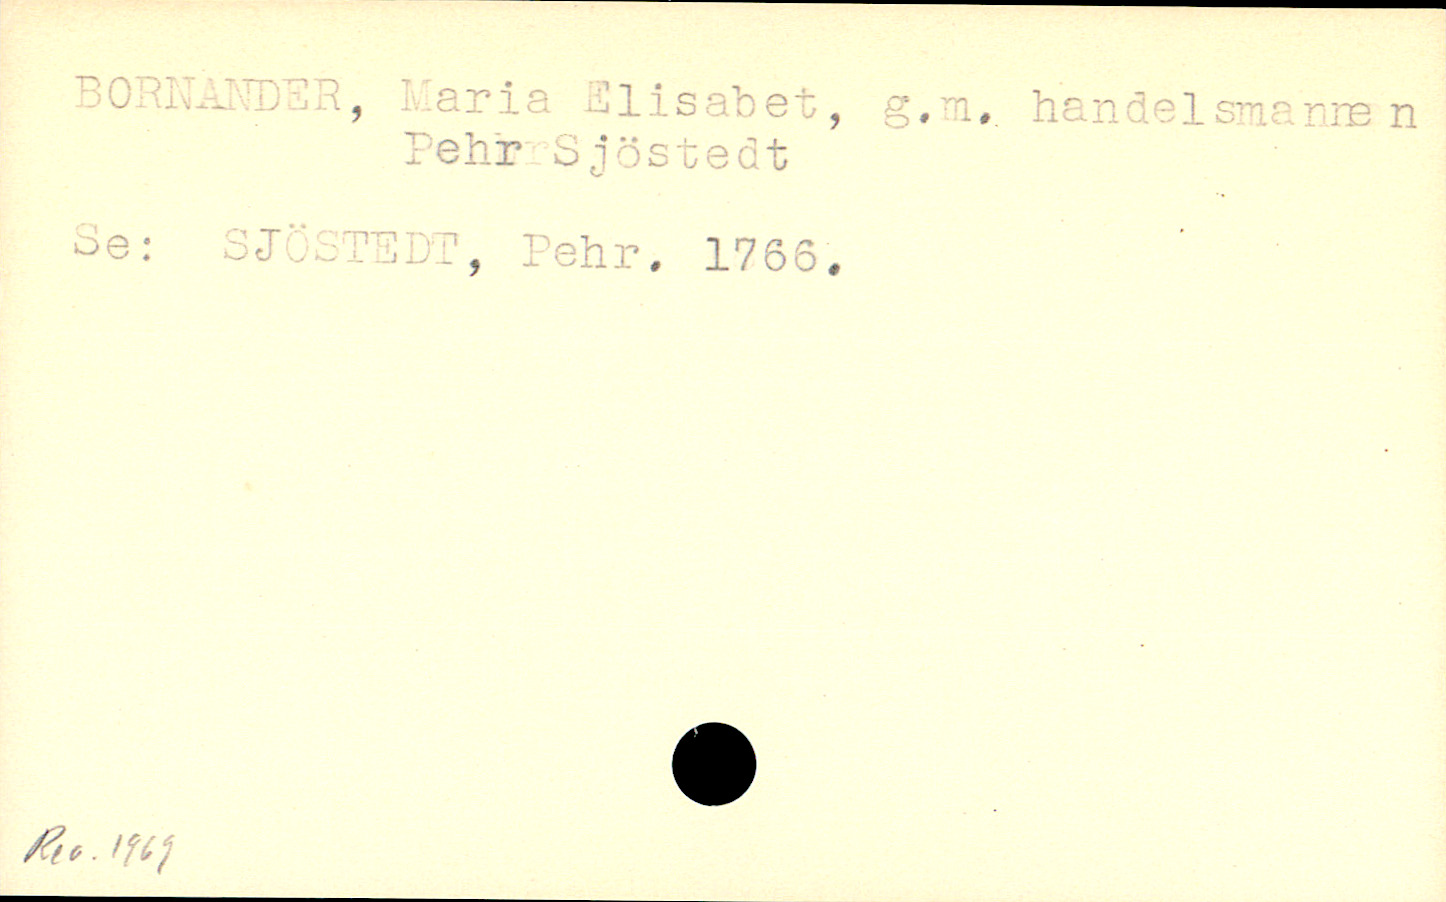 BORNANDER, Maria Elisabet, g.m. handelsmannen
Pehr Sjöstedt
Se: SJÖSTEDT, Pehr. 1766.
Rev. 1969